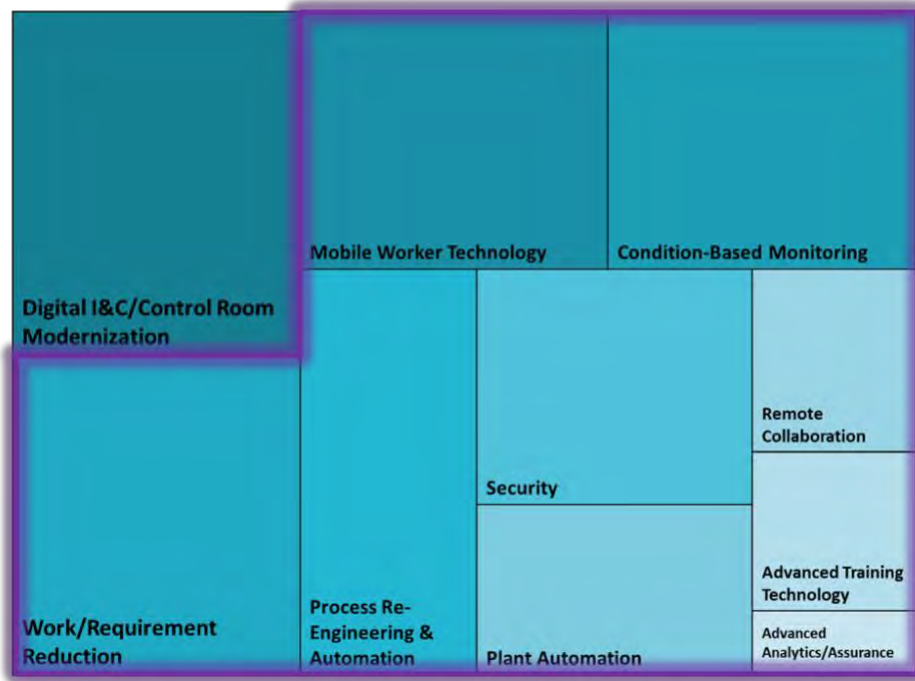 Mobile Worker Technology
Condition-Based Monitoring
Digital I&C/Control Room
Modernization
Remote
Collaboration
Security
Advanced Training
Technology
Process Re-
Engineering &
Automation
Work/Requirement
Reduction
Plant Automation
Advanced
Analytics/Assurance